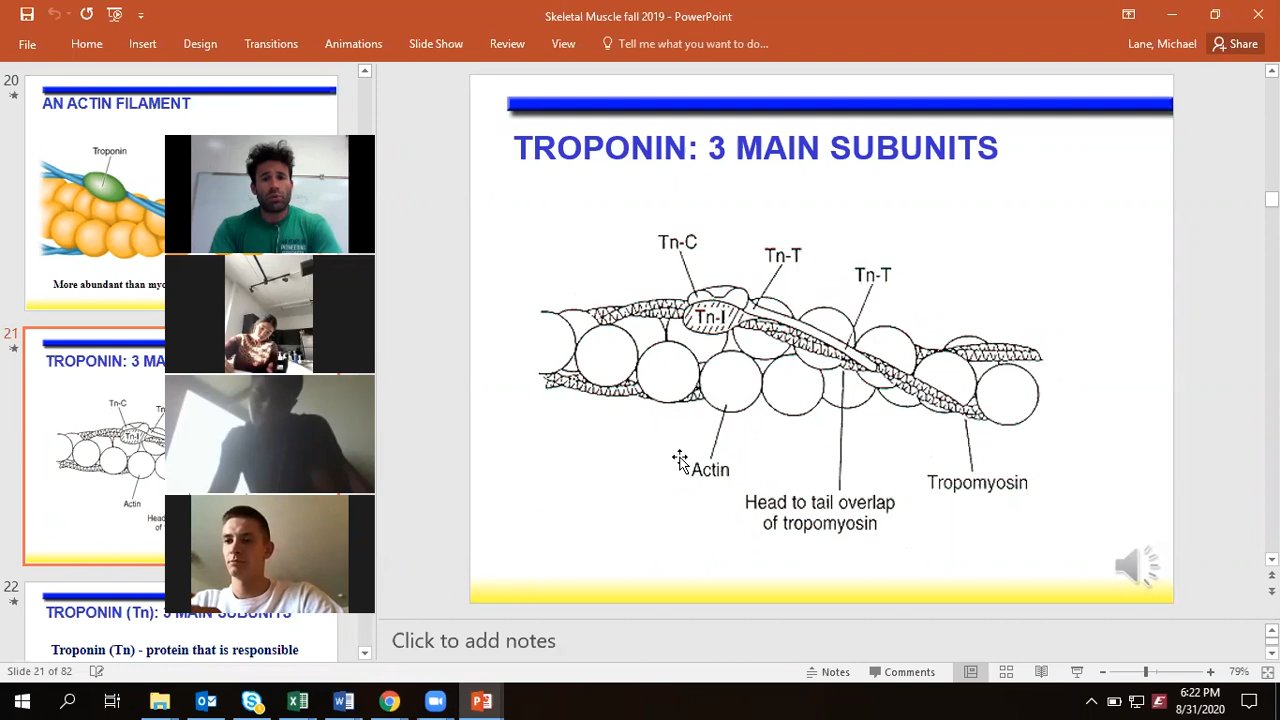 Skeletal Muscle fall 2019 - PowerPoint
File Home Insert Design Transitions Animations Slide Show Review View Tell me what you want to do... Lane, Michael Share
20
AN ACTIN FILAMENT
Troponin
More abundant than
21
TROPONIN: 3
Tn-C
Tn-I
Actin
22
TROPONIN (Tn): 3 MAIN SUBUNITS
Troponin (Tn) - protein that is responsible
TROPONIN: 3 MAIN SUBUNITS
Tn-C
Tn-T
Tn-T
Tn-I
Actin
Head to tail overlap
of tropomyosin
Tropomyosin
Click to add notes
Slide 21 of 82 Notes Comments 79%
6:22 PM
8/31/2020